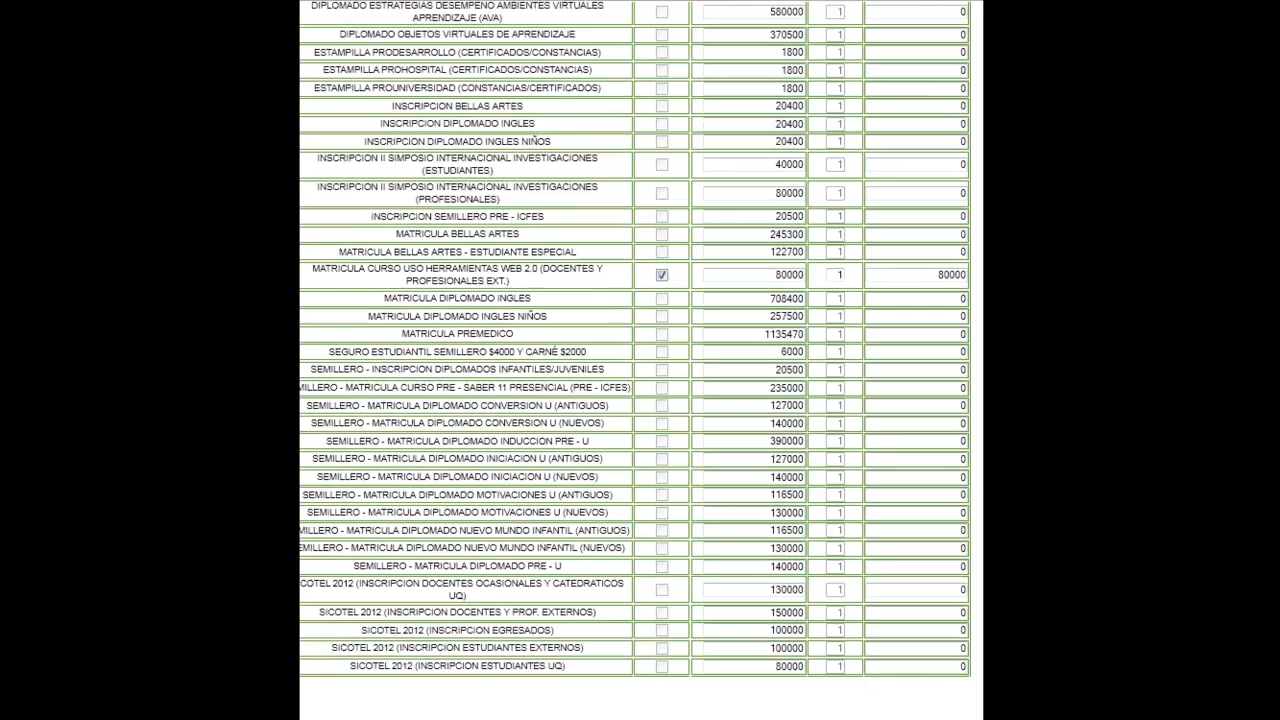 DIPLOMADO ESTRATEGIAS DESEMPEÑO AMBIENTES VIRTUALES
APRENDIZAJE (AVA) 580000 1 0
DIPLOMADO OBJETOS VIRTUALES DE APRENDIZAJE 370500 1 0
ESTAMPILLA PRODESARROLLO (CERTIFICADOS/CONSTANCIAS) 1800 1 0
ESTAMPILLA PROHOSPITAL (CERTIFICADOS/CONSTANCIAS) 1800 1 0
ESTAMPILLA PROUNIVERSIDAD (CONSTANCIAS/CERTIFICADOS) 1800 1 0
INSCRIPCION BELLAS ARTES 20400 1 0
INSCRIPCION DIPLOMADO INGLES 20400 1 0
INSCRIPCION DIPLOMADO INGLES NIÑOS 20400 1 0
INSCRIPCION II SIMPOSIO INTERNACIONAL INVESTIGACIONES
(ESTUDIANTES) 40000 1 0
INSCRIPCION II SIMPOSIO INTERNACIONAL INVESTIGACIONES
(PROFESIONALES) 80000 1 0
INSCRIPCION SEMILLERO PRE - ICFES 20500 1 0
MATRICULA BELLAS ARTES 245300 1 0
MATRICULA BELLAS ARTES - ESTUDIANTE ESPECIAL 122700 1 0
MATRICULA CURSO USO HERRAMIENTAS WEB 2.0 (DOCENTES Y
PROFESIONALES EXT.) 80000 1 80000
MATRICULA DIPLOMADO INGLES 708400 1 0
MATRICULA DIPLOMADO INGLES NIÑOS 257500 1 0
MATRICULA PREMEDICO 1135470 1 0
SEGURO ESTUDIANTIL SEMILLERO $4000 Y CARNÉ $2000 6000 1 0
SEMILLERO - INSCRIPCION DIPLOMADOS INFANTILES/JUVENILES 20500 1 0
MILLERO - MATRICULA CURSO PRE - SABER 11 PRESENCIAL (PRE - ICFES) 235000 1 0
SEMILLERO - MATRICULA DIPLOMADO CONVERSION U (ANTIGUOS) 127000 1 0
SEMILLERO - MATRICULA DIPLOMADO CONVERSION U (NUEVOS) 140000 1 0
SEMILLERO - MATRICULA DIPLOMADO INDUCCION PRE - U 390000 1 0
SEMILLERO - MATRICULA DIPLOMADO INICIACION U (ANTIGUOS) 127000 1 0
SEMILLERO - MATRICULA DIPLOMADO INICIACION U (NUEVOS) 140000 1 0
SEMILLERO - MATRICULA DIPLOMADO MOTIVACIONES U (ANTIGUOS) 116500 1 0
SEMILLERO - MATRICULA DIPLOMADO MOTIVACIONES U (NUEVOS) 130000 1 0
MILLERO - MATRICULA DIPLOMADO NUEVO MUNDO INFANTIL (ANTIGUOS) 116500 1 0
EMILLERO - MATRICULA DIPLOMADO NUEVO MUNDO INFANTIL (NUEVOS) 130000 1 0
SEMILLERO - MATRICULA DIPLOMADO PRE - U 140000 1 0
COTEL 2012 (INSCRIPCION DOCENTES OCASIONALES Y CATEDRATICOS
UQ) 130000 1 0
SICOTEL 2012 (INSCRIPCION DOCENTES Y PROF. EXTERNOS) 150000 1 0
SICOTEL 2012 (INSCRIPCION EGRESADOS) 100000 1 0
SICOTEL 2012 (INSCRIPCION ESTUDIANTES EXTERNOS) 100000 1 0
SICOTEL 2012 (INSCRIPCION ESTUDIANTES UQ) 80000 1 0